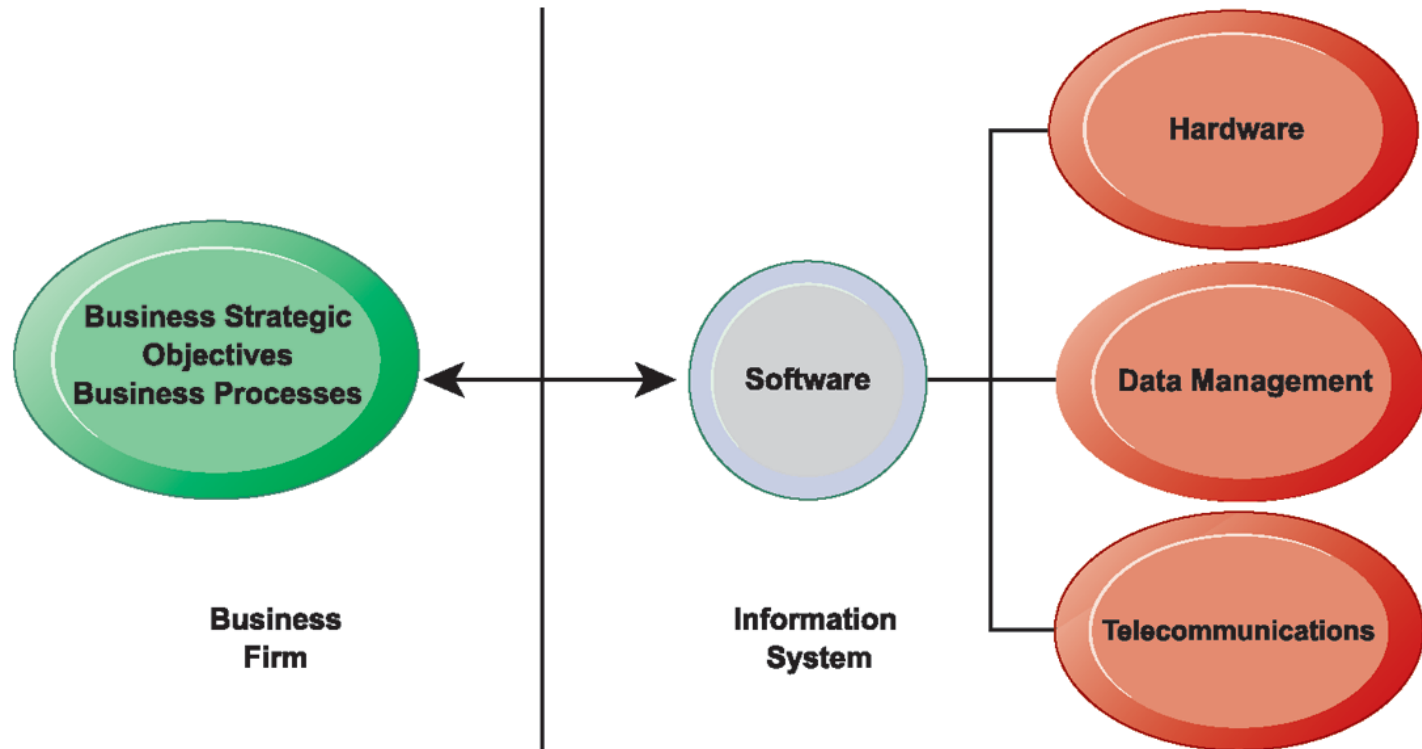 Business Strategic
Objectives
Business Processes
Business
Firm
Software
Information
System
Hardware
Data Management
Telecommunications